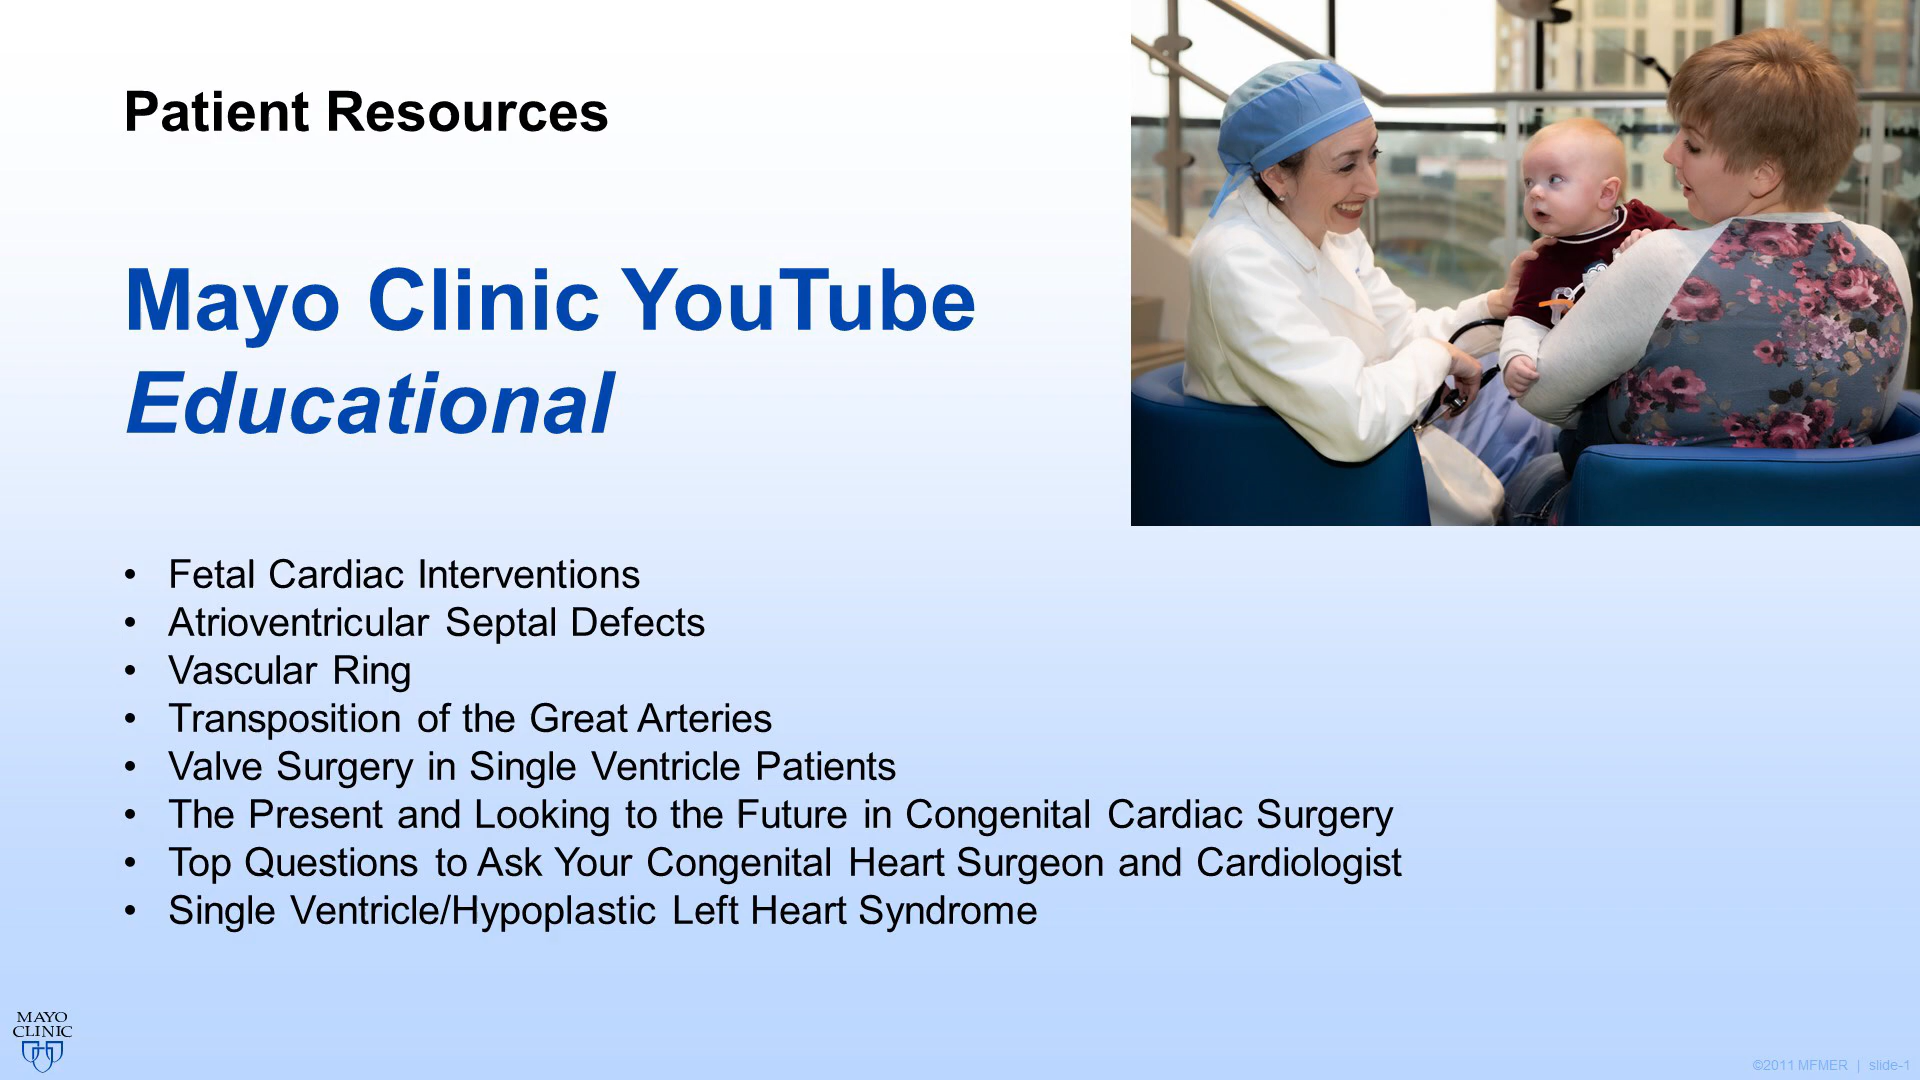 Patient Resources
Mayo Clinic YouTube
Educational
• Fetal Cardiac Interventions
• Atrioventricular Septal Defects
• Vascular Ring
• Transposition of the Great Arteries
• Valve Surgery in Single Ventricle Patients
• The Present and Looking to the Future in Congenital Cardiac Surgery
• Top Questions to Ask Your Congenital Heart Surgeon and Cardiologist
• Single Ventricle/Hypoplastic Left Heart Syndrome
MAYO
CLINIC
©2011 MFMER | slide-1